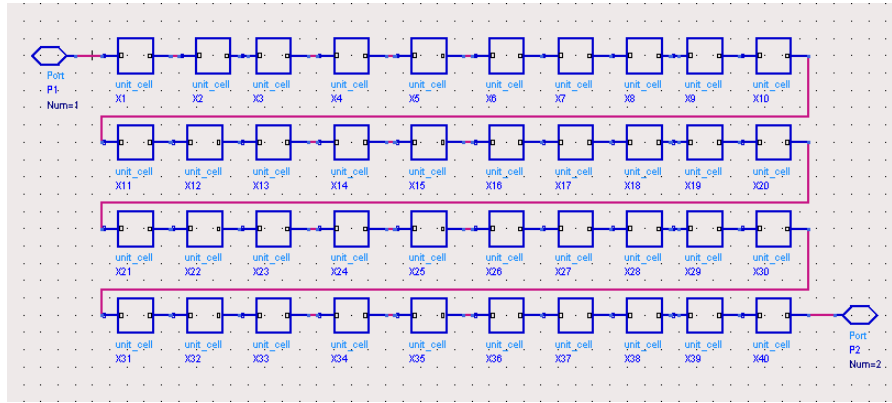 unit_cell unit_cell unit_cell unit_cell unit_cell unit_cell unit_cell unit_cell unit_cell unit_cell
X1 X2 X3 X4 X5 X6 X7 X8 X9 X10
Port
P1
Num=1
unit_cell unit_cell unit_cell unit_cell unit_cell unit_cell unit_cell unit_cell unit_cell unit_cell
X11 X12 X13 X14 X15 X16 X17 X18 X19 X20
unit_cell unit_cell unit_cell unit_cell unit_cell unit_cell unit_cell unit_cell unit_cell unit_cell
X21 X22 X23 X24 X25 X26 X27 X28 X29 X30
unit_cell unit_cell unit_cell unit_cell unit_cell unit_cell unit_cell unit_cell unit_cell unit_cell
X31 X32 X33 X34 X35 X36 X37 X38 X39 X40
Port
P2
Num=2